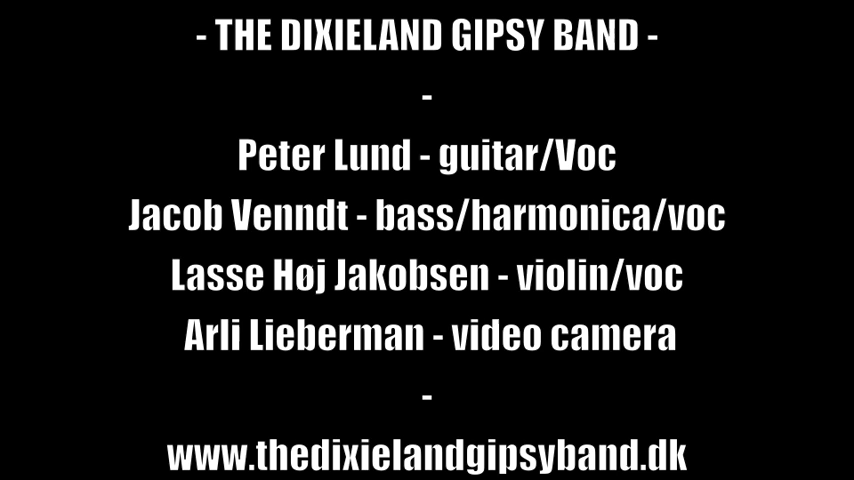 - THE DIXIELAND GIPSY BAND -
-
Peter Lund - guitar/Voc
Jacob Venndt - bass/harmonica/voc
Lasse Høj Jakobsen - violin/voc
Arli Lieberman - video camera
-
www.thedixielandgipsyband.dk